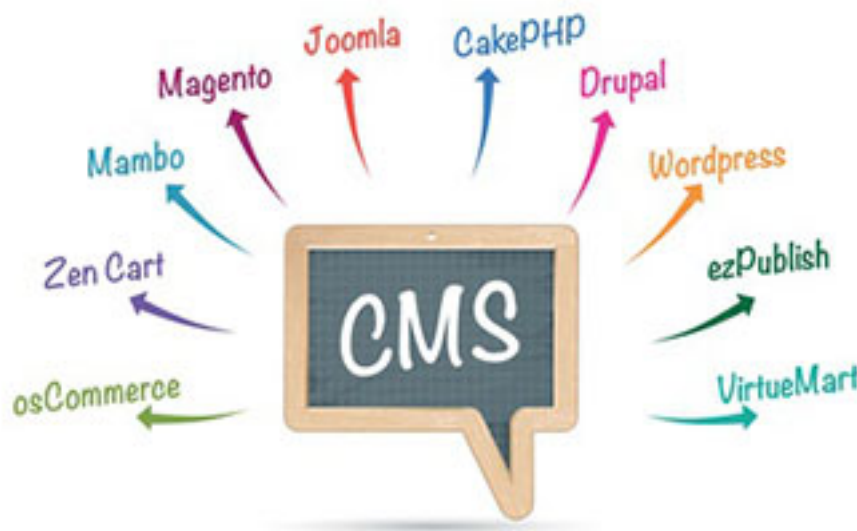 Joomla
CakePHP
Magento
Drupal
Mambo
Wordpress
Zen Cart
ezPublish
CMS
osCommerce
VirtueMart